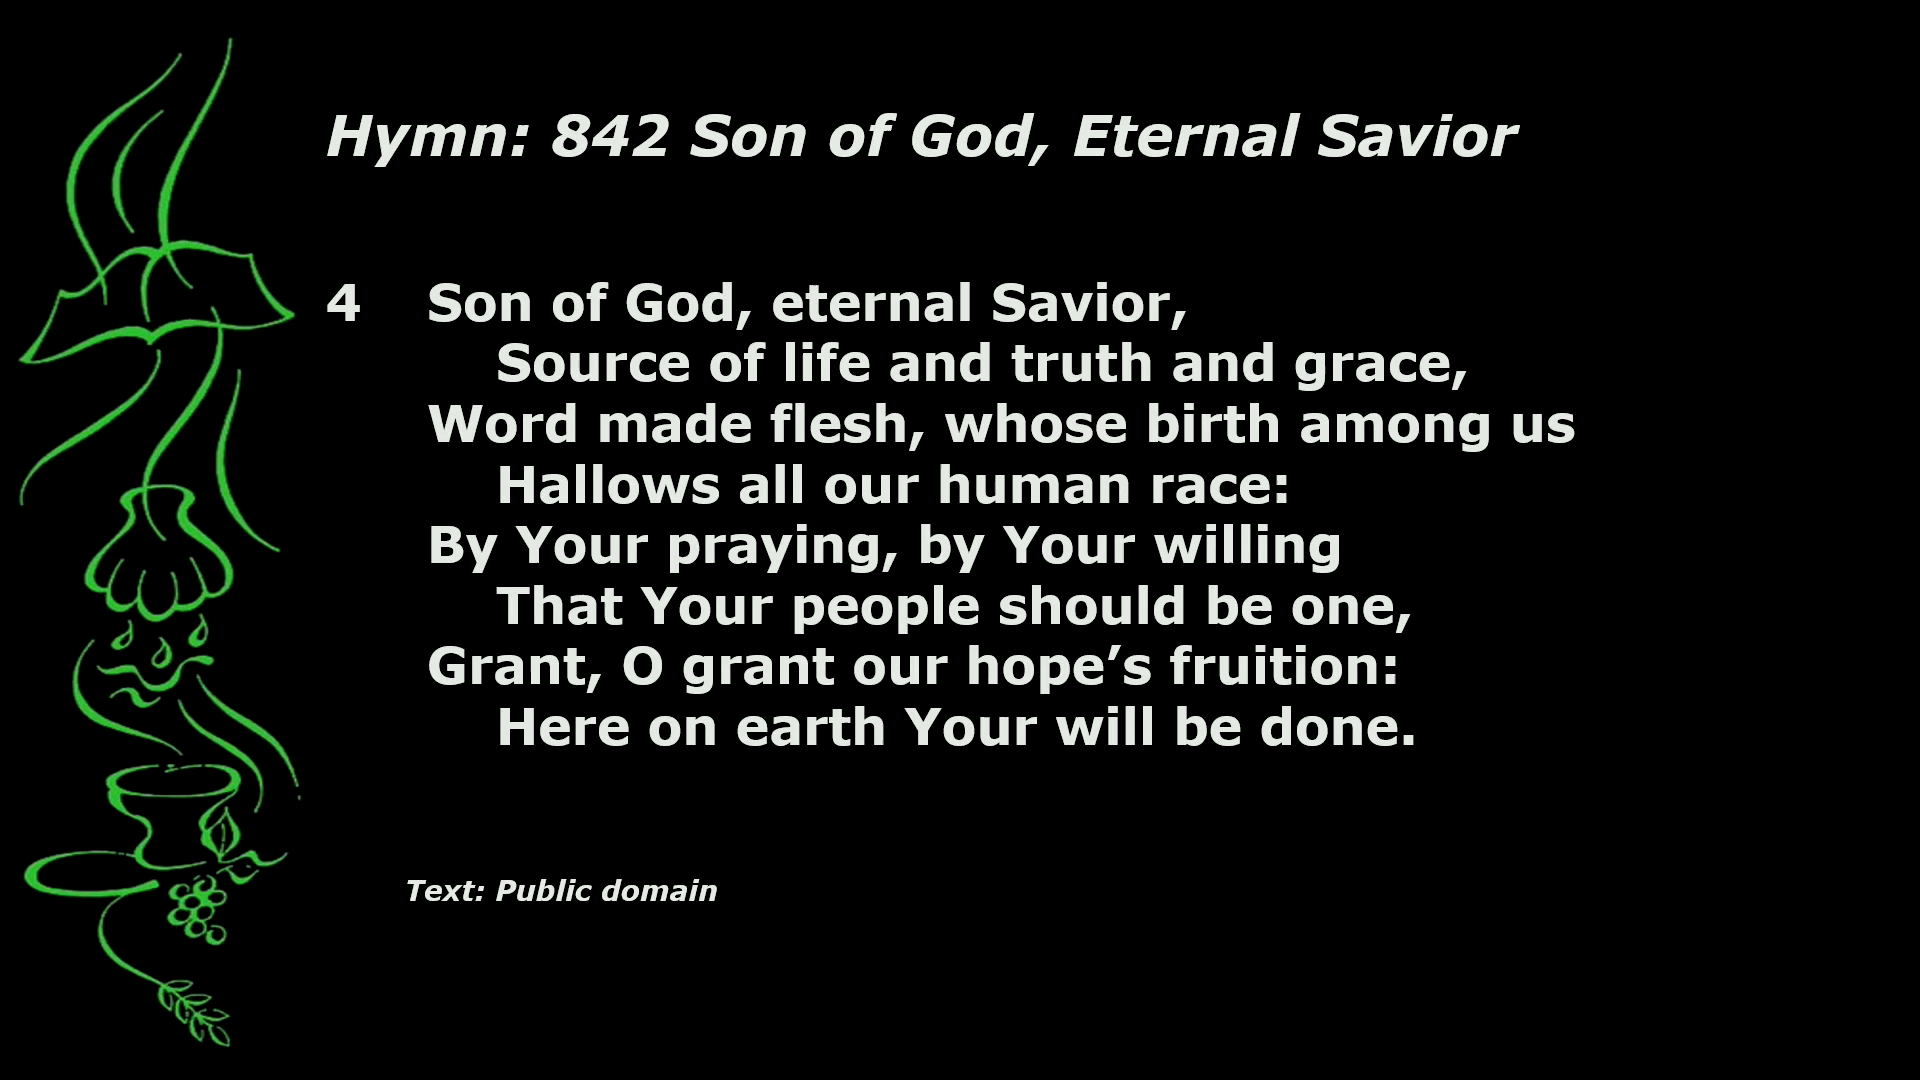 Hymn: 842 Son of God, Eternal Savior
4 Son of God, eternal Savior,
Source of life and truth and grace,
Word made flesh, whose birth among us
Hallows all our human race:
By Your praying, by Your willing
That Your people should be one,
Grant, O grant our hope’s fruition:
Here on earth Your will be done.
Text: Public domain